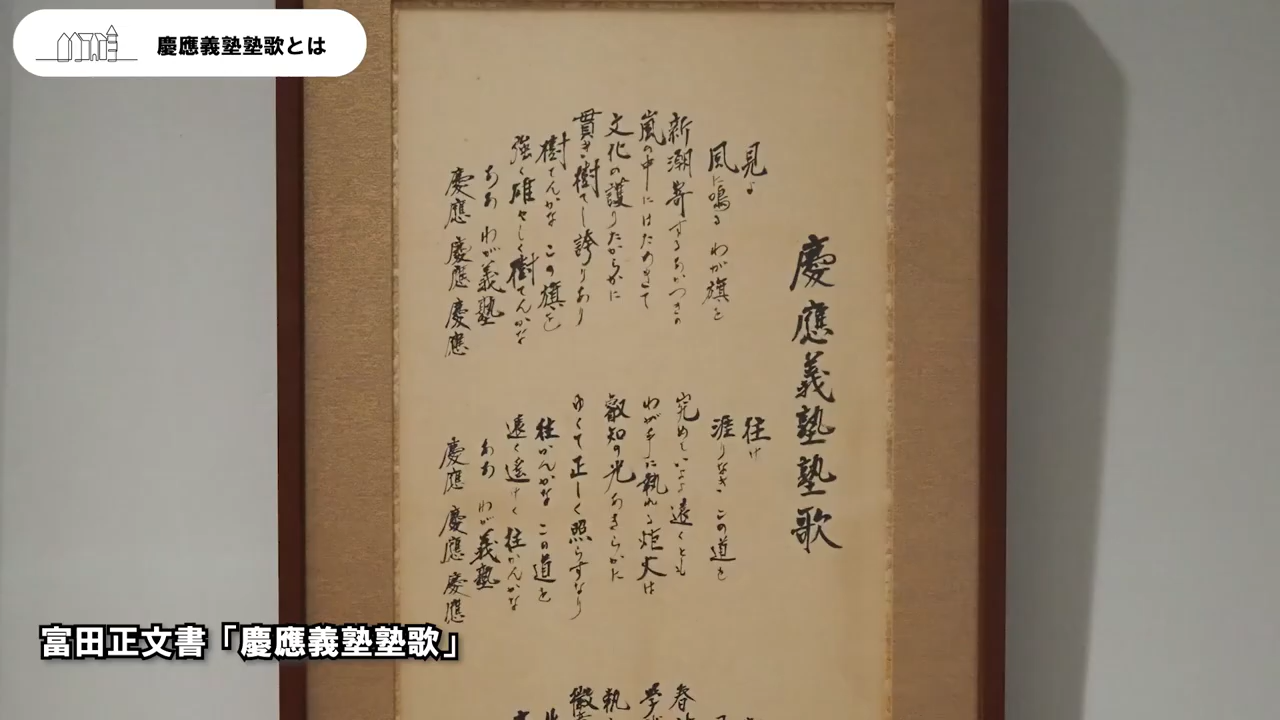 慶應義塾塾歌とは
慶應義塾塾歌
見よ
風に鳴る わが旗を
新潮寄するあかつきの
嵐の中にはためきて
文化の護りたからかに
貫き樹てし誇りあり
樹てんかな この旗を
強く雄々しく樹てんかな
ああ わが義塾
慶應 慶應 慶應
往け
涯りなき この道を
究めていよよ遠くとも
わが手に執れる炬火は
叡知の光あきらかに
ゆくて正しく照らすなり
往かんかな この道を
遠く遥けく往かんかな
ああ わが義塾
慶應 慶應 慶應
富田正文書「慶應義塾塾歌」